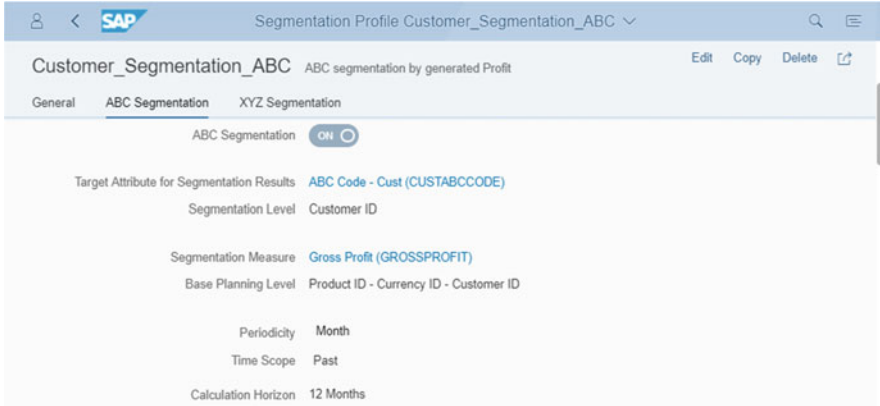 SAP Segmentation Profile Customer_Segmentation_ABC
Customer_Segmentation_ABC ABC segmentation by generated Profit Edit Copy Delete
General ABC Segmentation XYZ Segmentation
ABC Segmentation ON
Target Attribute for Segmentation Results ABC Code - Cust (CUSTABCCODE)
Segmentation Level Customer ID
Segmentation Measure Gross Profit (GROSSPROFIT)
Base Planning Level Product ID - Currency ID - Customer ID
Periodicity Month
Time Scope Past
Calculation Horizon 12 Months